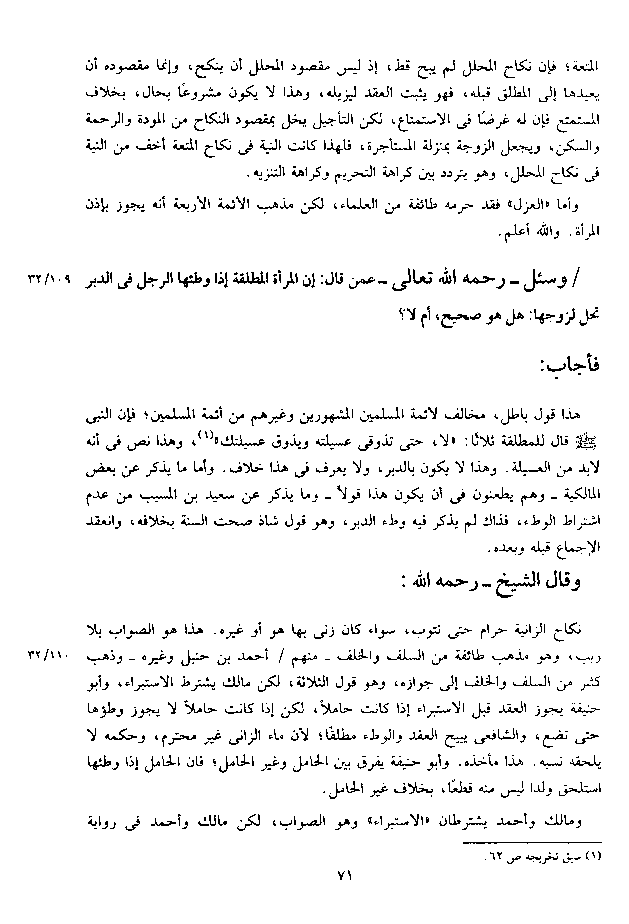 المتعة؛ فإن نكاح المحلل لم يبح قط، إذ ليس مقصود المحلل أن ينكح، وإنما مقصوده أن
يعيدها إلى المطلق قبله، فهو يثبت العقد ليزيله، وهذا لا يكون مشروعًا بحال، بخلاف
المستمتع فإن له غرضًا فى الاستمتاع، لكن التأجيل يخل بمقصود النكاح من المودة والرحمة
والسكن، ويجعل الزوجة بمنزلة المستأجرة، فلهذا كانت النية فى نكاح المتعة أخف من النية
فى نكاح المحلل، وهو يتردد بين كراهة التحريم وكراهة التنزيه.
وأما «العزل» فقد حرمه طائفة من العلماء، لكن مذهب الأئمة الأربعة أنه يجوز بإذن
المرأة. والله أعلم.
/ وسئل ـ رحمه الله تعالى ـ عمن قال: إن المرأة المطلقة إذا وطئها الرجل فى الدبر ٣٢/١٠٩
تحل لزوجها: هل هو صحيح، أم لا؟
فأجاب:
هذا قول باطل، مخالف لأئمة المسلمين المشهورين وغيرهم من أئمة المسلمين؛ فإن النبى
ﷺ قال للمطلقة ثلاثًا: «لا، حتى تذوقى عسيلته ويذوق عسيلتك»(١)، وهذا نص فى أنه
لابد من العسيلة. وهذا لا يكون بالدبر، ولا يعرف فى هذا خلاف. وأما ما يذكر عن بعض
المالكية ـ وهم يطعنون فى أن يكون هذا قولاً ـ وما يذكر عن سعيد بن المسيب من عدم
اشتراط الوطء، فذاك لم يذكر فيه وطء الدبر، وهو قول شاذ صحت السنة بخلافه، وانعقد
الإجماع قبله وبعده.
وقال الشيخ ـ رحمه الله :
نكاح الزانية حرام حتى تتوب، سواء كان زنى بها هو أو غيره. هذا هو الصواب بلا
ريب، وهو مذهب طائفة من السلف والخلف ـ منهم / أحمد بن حنبل وغيره ـ وذهب ٣٢/١١٠
كثير من السلف والخلف إلى جوازه، وهو قول الثلاثة، لكن مالك يشترط الاستبراء، وأبو
حنيفة يجوز العقد قبل الاستبراء إذا كانت حاملاً، لكن إذا كانت حاملاً لا يجوز وطؤها
حتى تضع، والشافعى يبيح العقد والوطء مطلقًا؛ لأن ماء الزانى غير محترم، وحكمه لا
يلحقه نسبه. هذا مأخذه. وأبو حنيفة يفرق بين الحامل وغير الحامل؛ فان الحامل إذا وطئها
استلحق ولدا ليس منه قطعًا، بخلاف غير الحامل.
ومالك وأحمد يشترطان «الاستبراء» وهو الصواب، لكن مالك وأحمد فى رواية
(١) سبق تخريجه ص ٦٢.
٧١